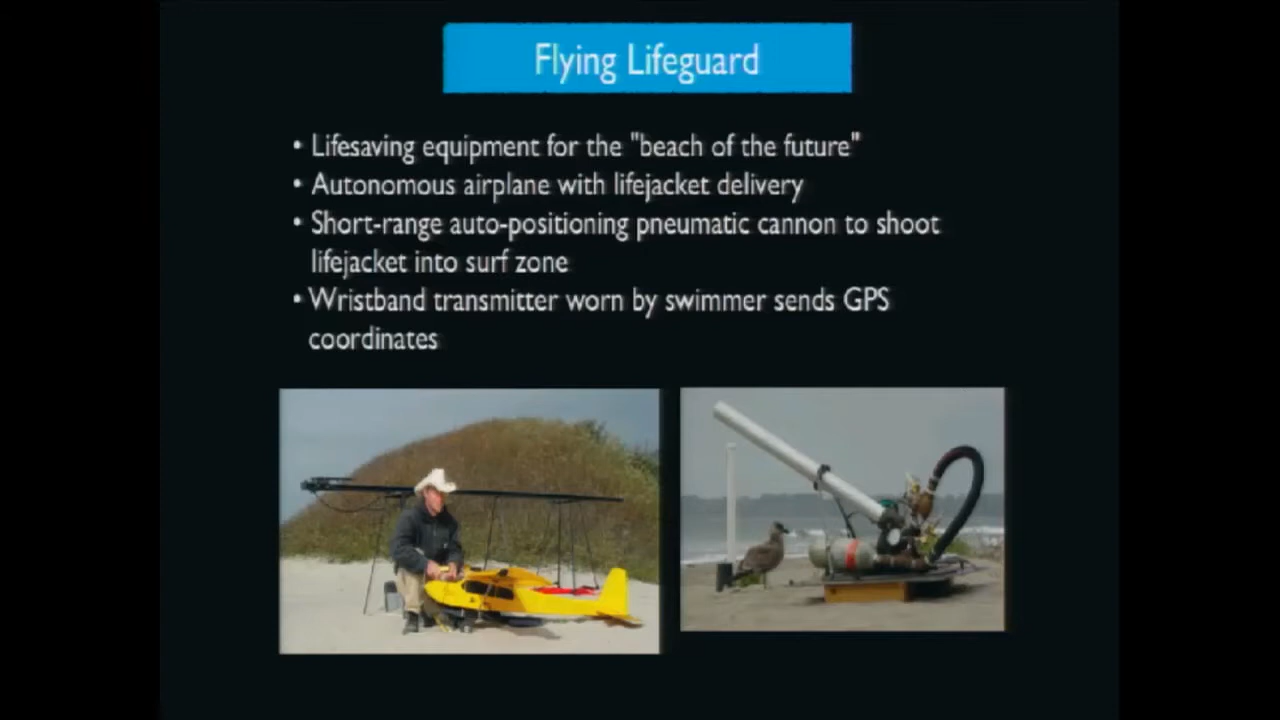 Flying Lifeguard
• Lifesaving equipment for the "beach of the future"
• Autonomous airplane with lifejacket delivery
• Short-range auto-positioning pneumatic cannon to shoot
lifejacket into surf zone
• Wristband transmitter worn by swimmer sends GPS
coordinates